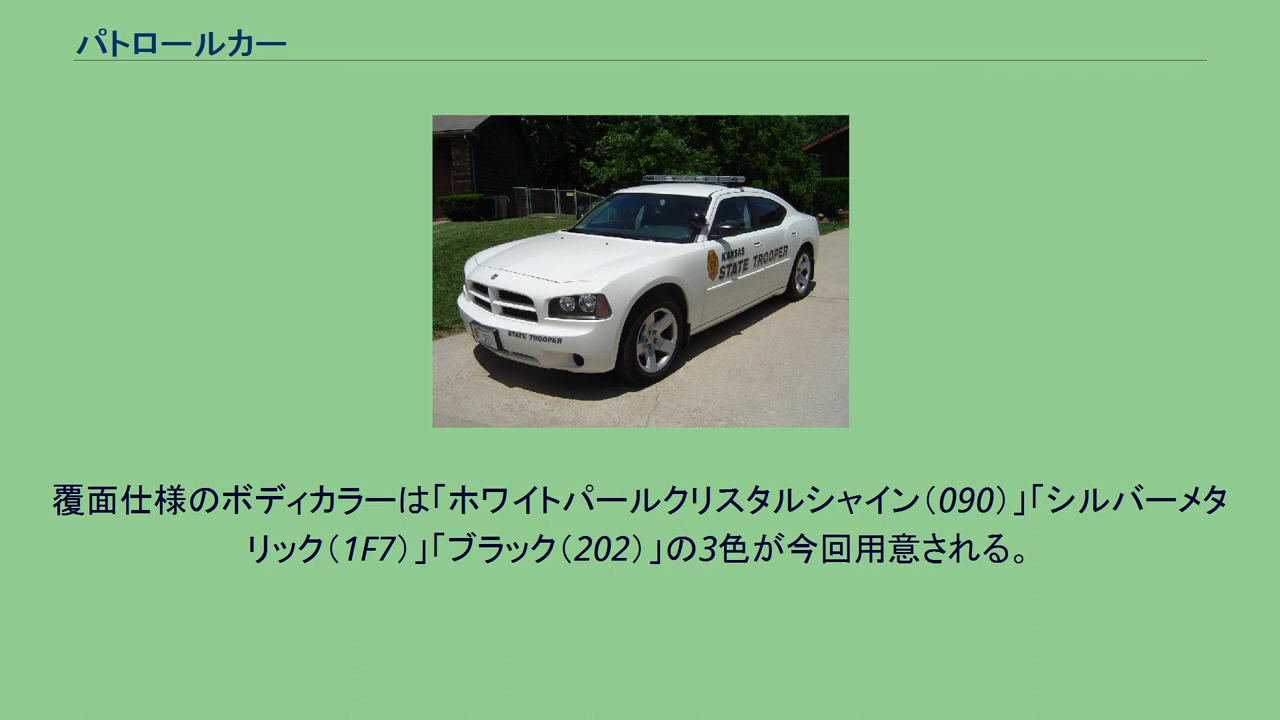 パトロールカー
KANSAS
STATE TROOPER
STATE TROOPER
覆面仕様のボディカラーは「ホワイトパールクリスタルシャイン（090）」「シルバーメタ
リック（1F7）」「ブラック（202）」の3色が今回用意される。